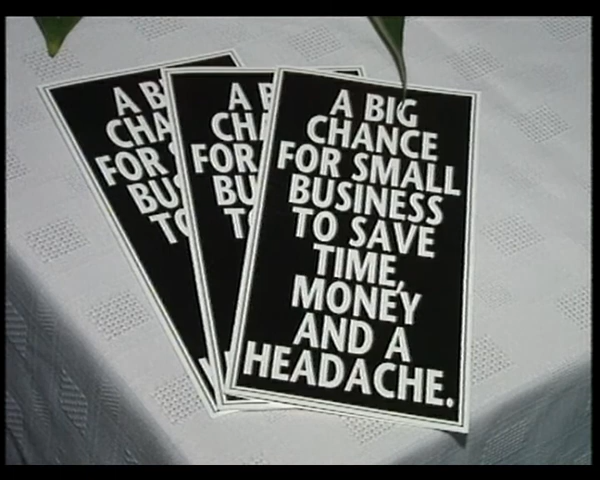 A BIG
CHANCE
FOR SMALL
BUSINESS
TO SAVE
TIME,
MONEY
AND A
HEADACHE.